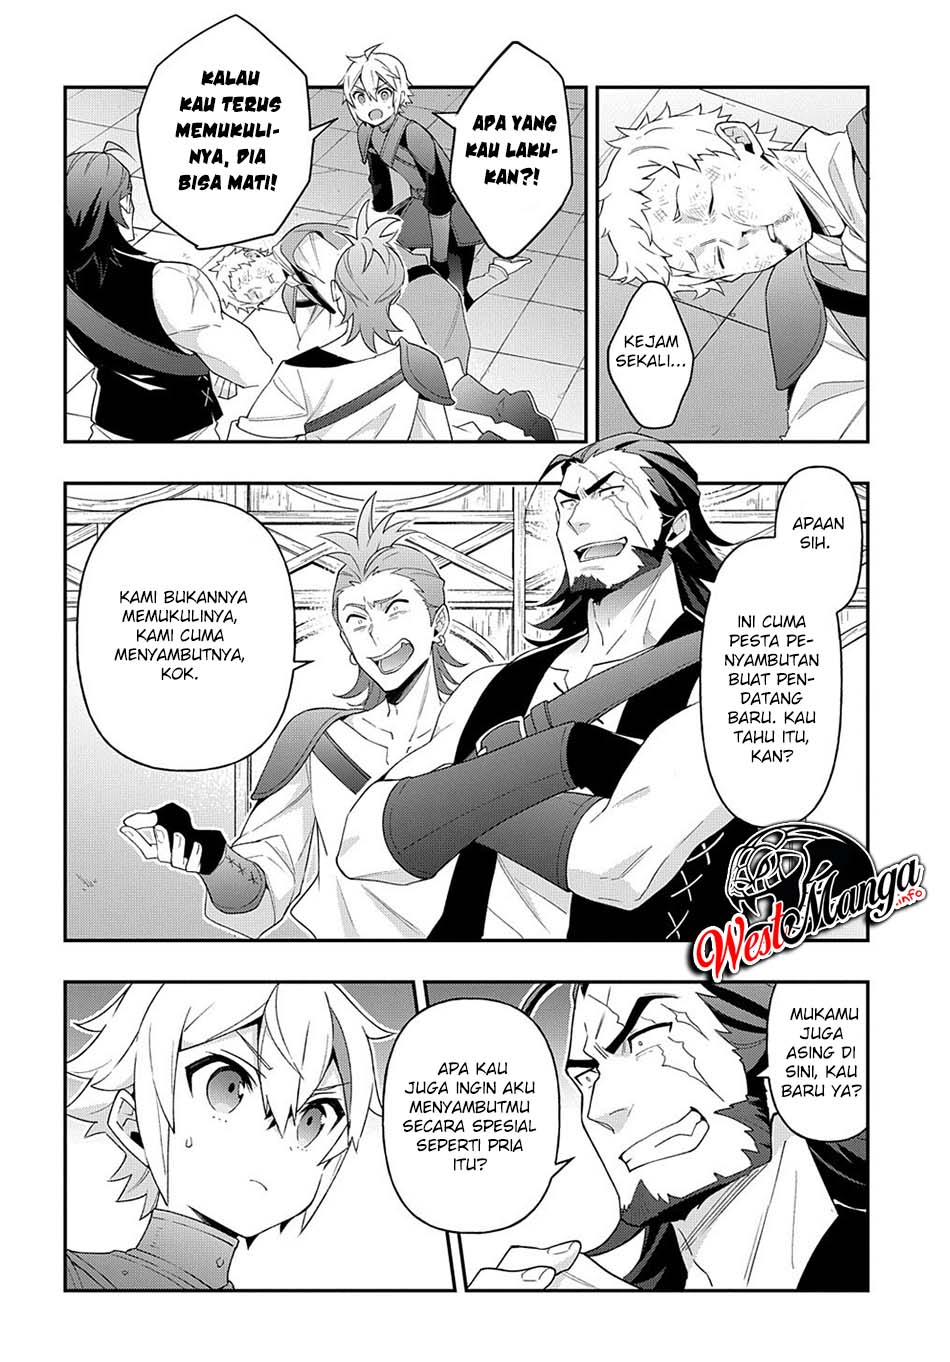 KEJAM
SEKALI...
APA YANG
KAU LAKU-
KAN?!
KALAU
KAU TERUS
MEMUKULI-
NYA, DIA
BISA MATI!
APAAN
SIH.
INI CUMA
PESTA PE-
NYAMBUTAN
BUAT PEN-
DATANG
BARU. KAU
TAHU ITU,
KAN?
KAMI BUKANNYA
MEMUKULINYA,
KAMI CUMA
MENYAMBUTNYA,
KOK.
WestManga
.info
MUKAMU
JUGA
ASING DI
SINI, KAU
BARU YA?
APA KAU
JUGA INGIN AKU
MENYAMBUTMU
SECARA SPESIAL
SEPERTI PRIA
ITU?